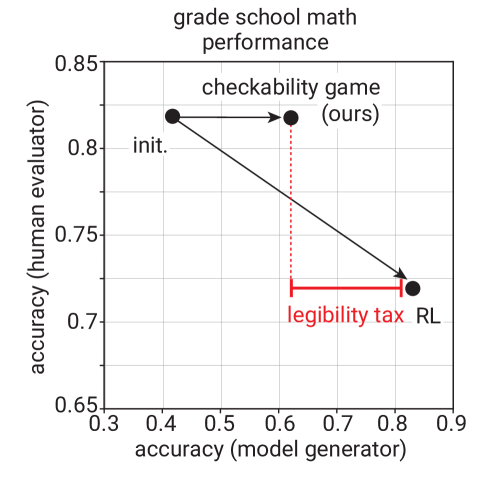 grade school math
performance
0.85
0.8
0.75
0.7
0.65
accuracy (human evaluator)
checkability game
(ours)
init.
legibility tax
RL
0.3
0.4
0.5
0.6
0.7
0.8
0.9
accuracy (model generator)